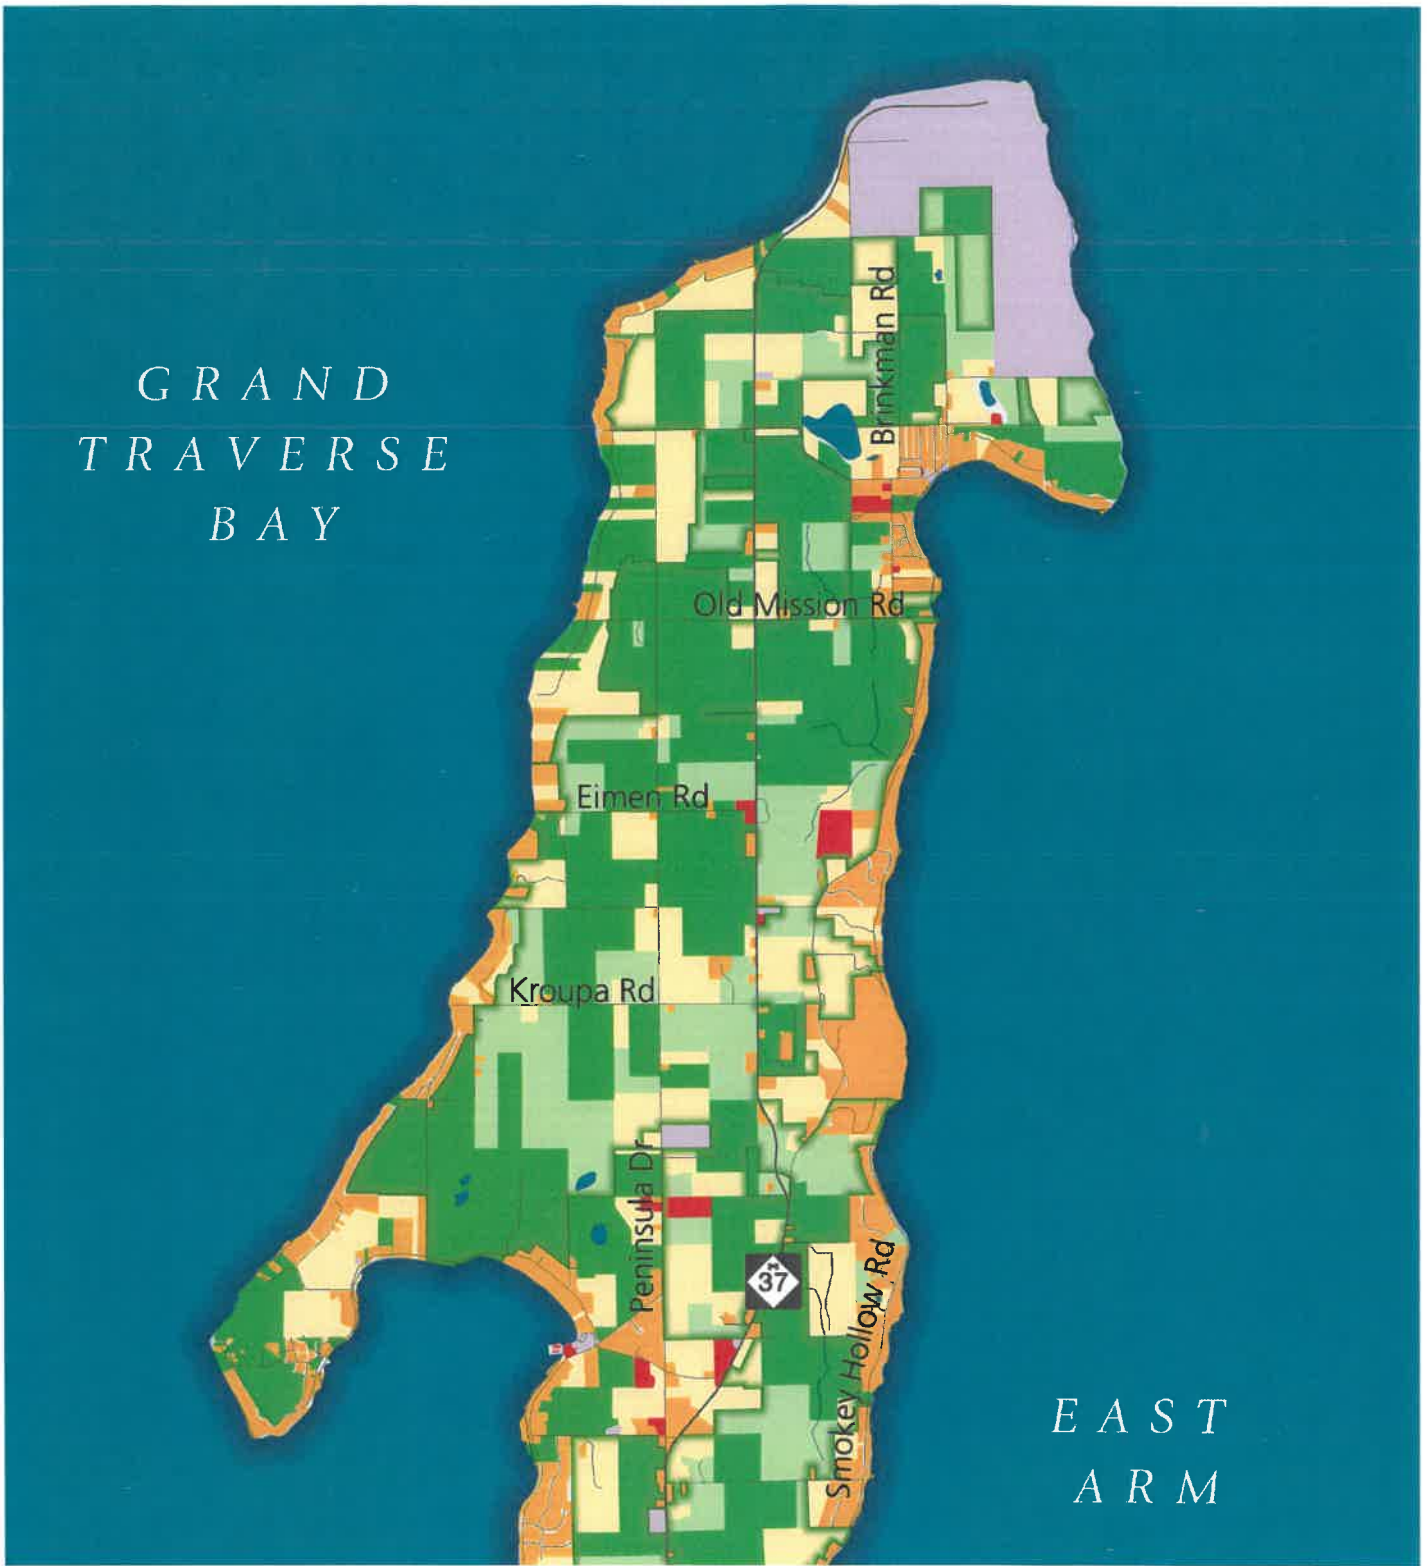 GRAND
TRAVERSE
BAY
Brinkman Rd
Old Mission Rd
Eimen Rd
Kroupa Rd
Peninsula Dr
M
37
Smokey Hollow Rd
EAST
ARM